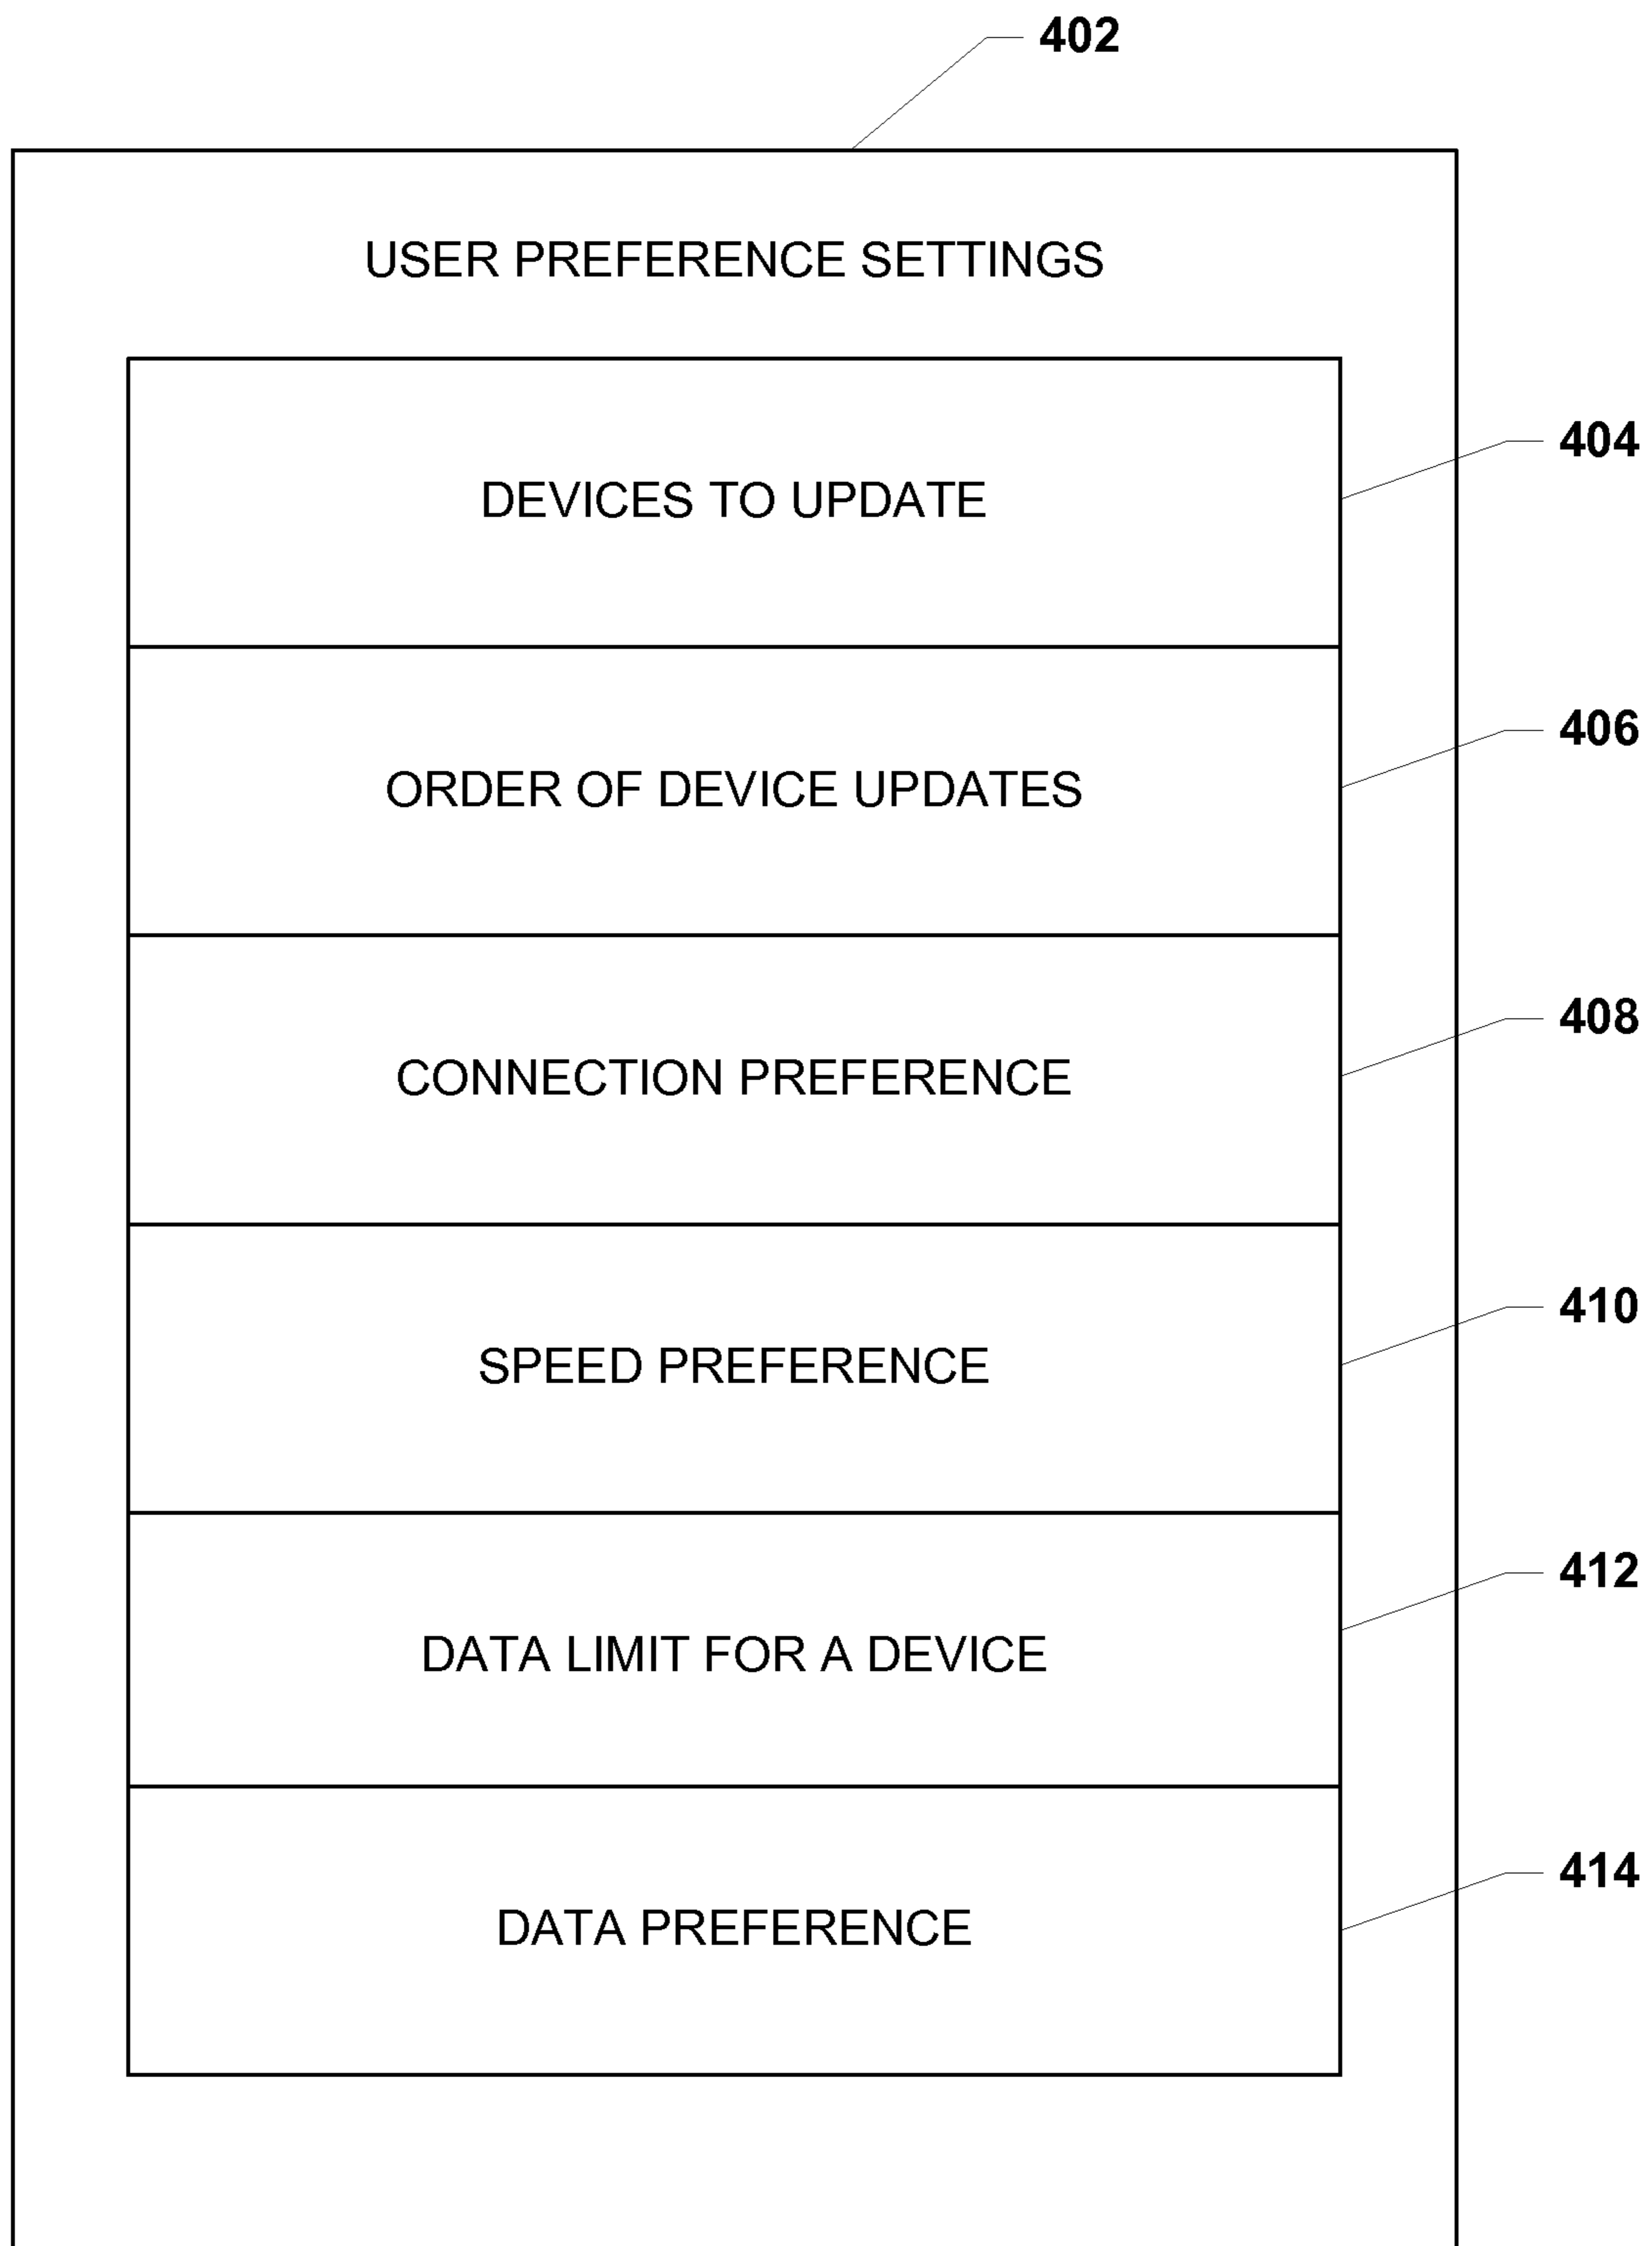 402
USER PREFERENCE SETTINGS
DEVICES TO UPDATE
404
ORDER OF DEVICE UPDATES
406
CONNECTION PREFERENCE
408
SPEED PREFERENCE
410
DATA LIMIT FOR A DEVICE
412
DATA PREFERENCE
414